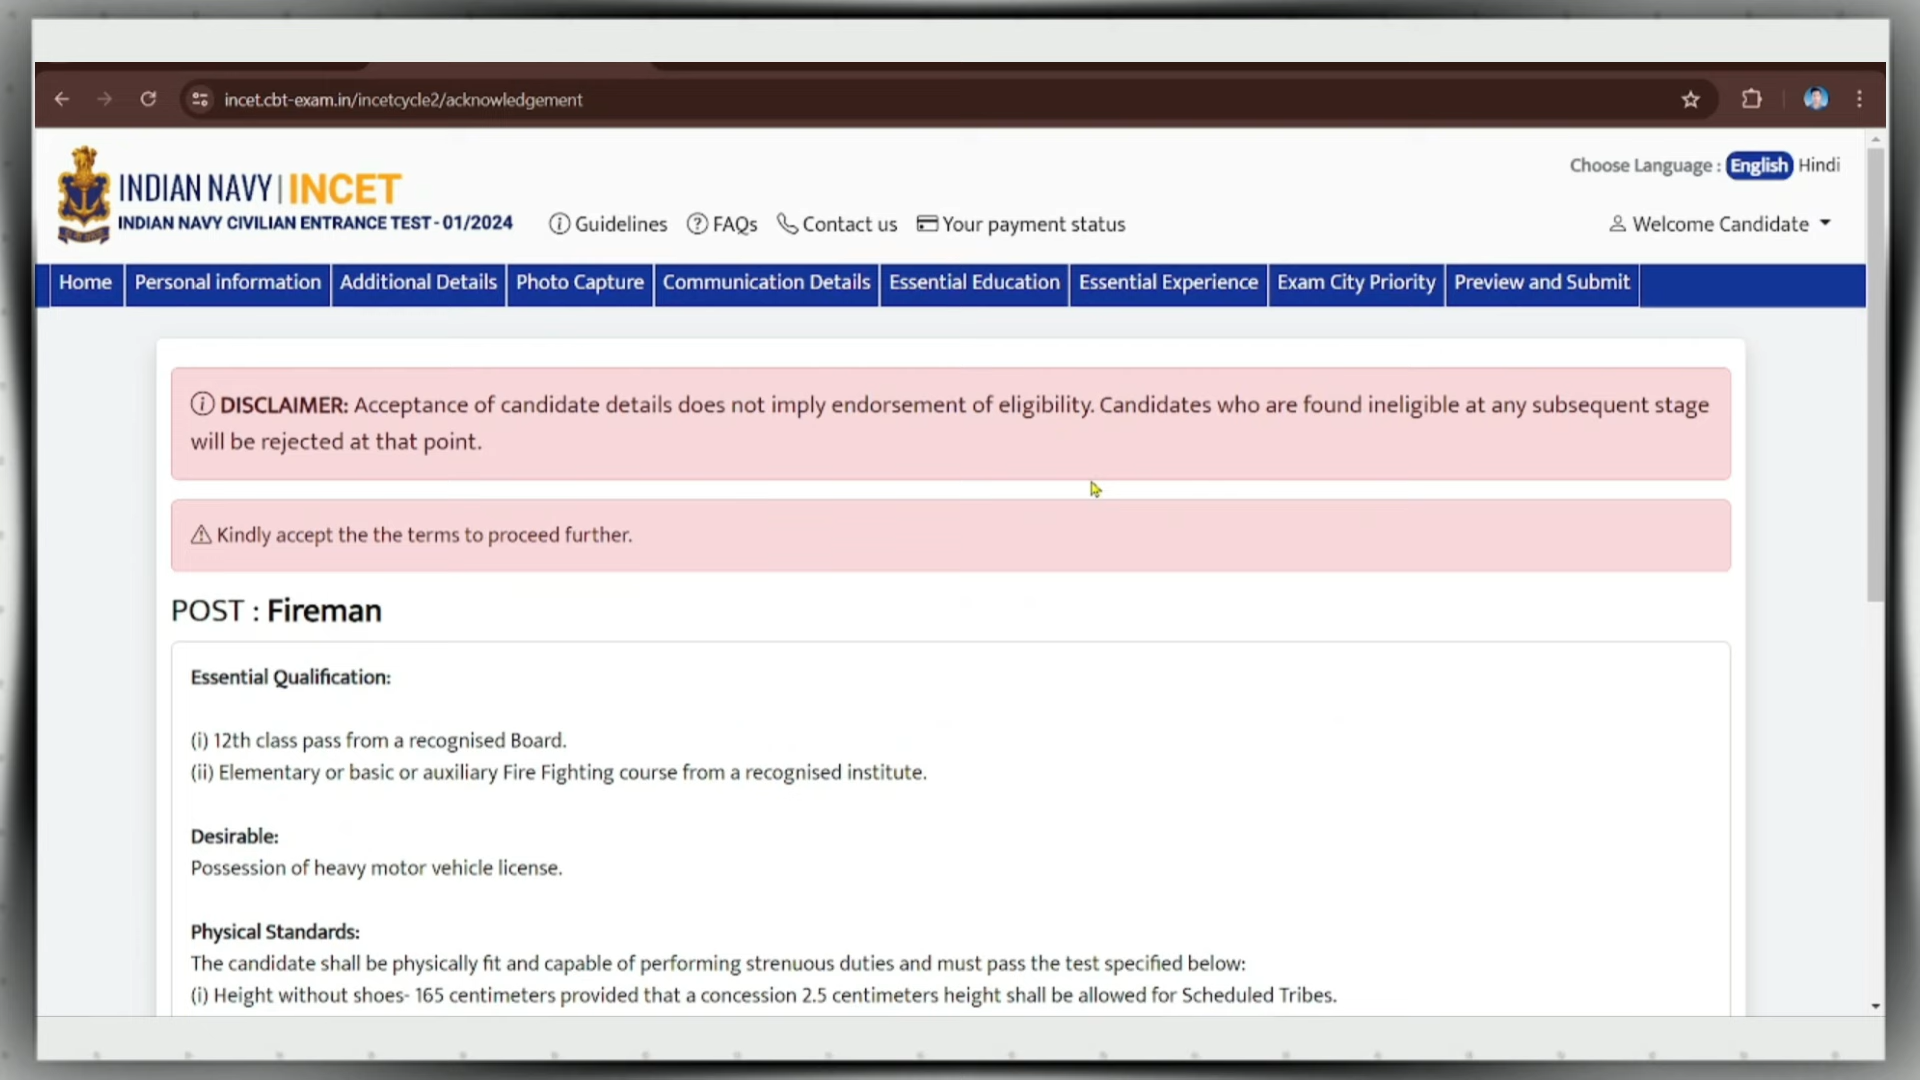 incet.cbt-exam.in/incetcycle2/acknowledgement
Choose Language : English Hindi
INDIAN NAVY | INCET
INDIAN NAVY CIVILIAN ENTRANCE TEST - 01/2024
Guidelines FAQs Contact us Your payment status
Welcome Candidate
Home Personal information Additional Details Photo Capture Communication Details Essential Education Essential Experience Exam City Priority Preview and Submit
DISCLAIMER: Acceptance of candidate details does not imply endorsement of eligibility. Candidates who are found ineligible at any subsequent stage
will be rejected at that point.
Kindly accept the the terms to proceed further.
POST : Fireman
Essential Qualification:
(i) 12th class pass from a recognised Board.
(ii) Elementary or basic or auxiliary Fire Fighting course from a recognised institute.
Desirable:
Possession of heavy motor vehicle license.
Physical Standards:
The candidate shall be physically fit and capable of performing strenuous duties and must pass the test specified below:
(i) Height without shoes- 165 centimeters provided that a concession 2.5 centimeters height shall be allowed for Scheduled Tribes.